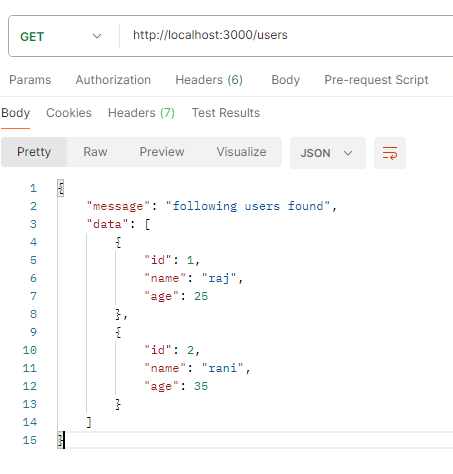 GET http://localhost:3000/users
Params Authorization Headers (6) Body Pre-request Script
Body Cookies Headers (7) Test Results
Pretty Raw Preview Visualize JSON
1 {
2 "message": "following users found",
3 "data": [
4 {
5 "id": 1,
6 "name": "raj",
7 "age": 25
8 },
9 {
10 "id": 2,
11 "name": "rani",
12 "age": 35
13 }
14 ]
15 }